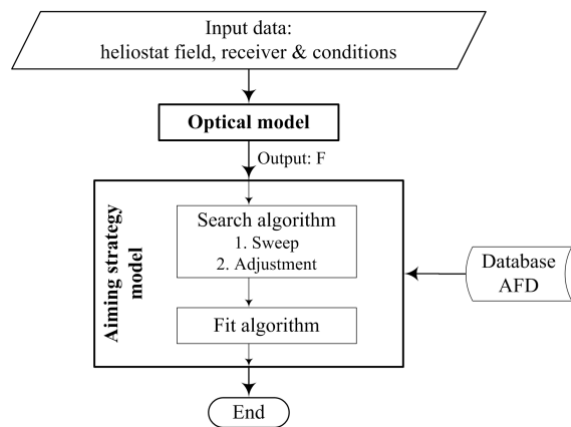 Input data:
heliostat field, receiver & conditions
Optical model
Output: F
Aiming strategy
model
Search algorithm
1. Sweep
2. Adjustment
Fit algorithm
Database
AFD
End